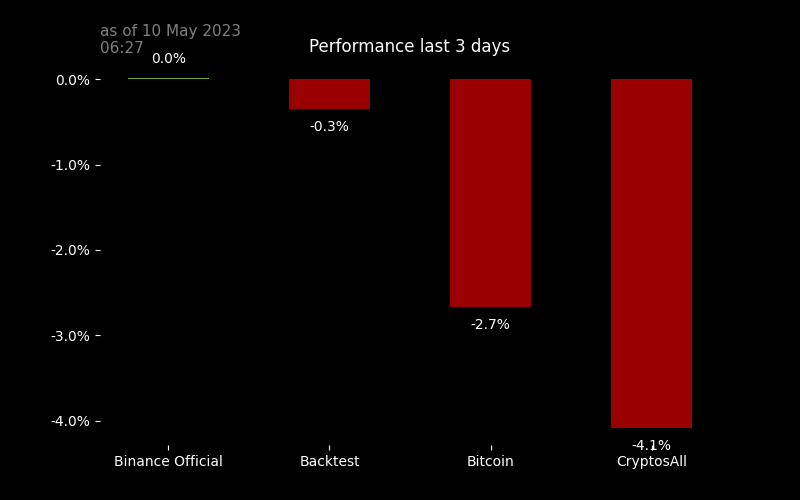 as of 10 May 2023
06:27
Performance last 3 days
0.0%
0.0%
-0.3%
-1.0%
-2.0%
-2.7%
-3.0%
-4.0%
-4.1%
Binance Official
Backtest
Bitcoin
CryptosAll